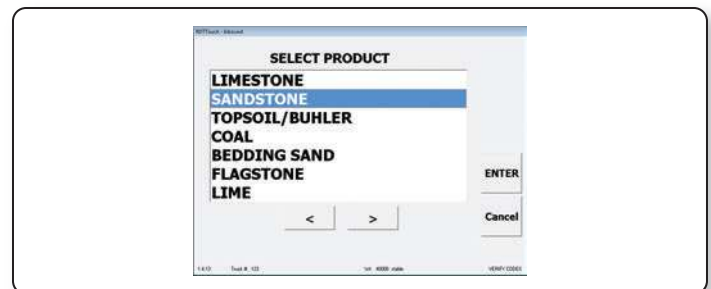 SELECT PRODUCT
LIMESTONE
SANDSTONE
TOPSOIL/BUHLER
COAL
BEDDING SAND
FLAGSTONE
LIME
ENTER
< >
Cancel
VERIFY CODES